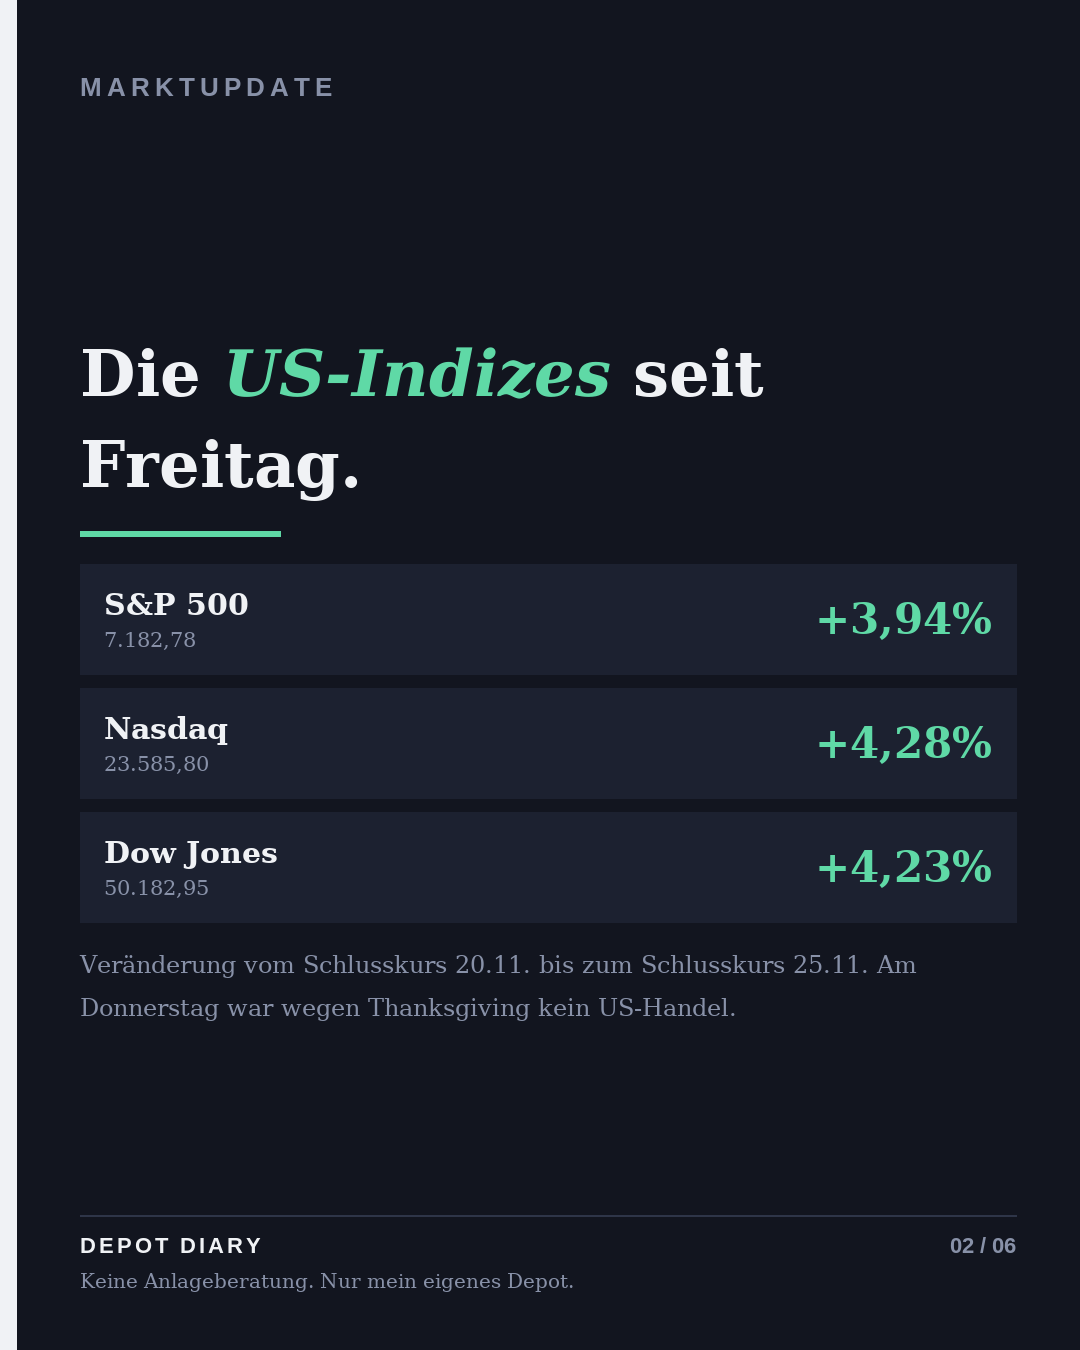 MARKTUPDATE
Die US-Indizes seit
Freitag.
S&P 500
7.182,78
+3,94%
Nasdaq
23.585,80
+4,28%
Dow Jones
50.182,95
+4,23%
Veränderung vom Schlusskurs 20.11. bis zum Schlusskurs 25.11. Am
Donnerstag war wegen Thanksgiving kein US-Handel.
DEPOT DIARY
02 / 06
Keine Anlageberatung. Nur mein eigenes Depot.